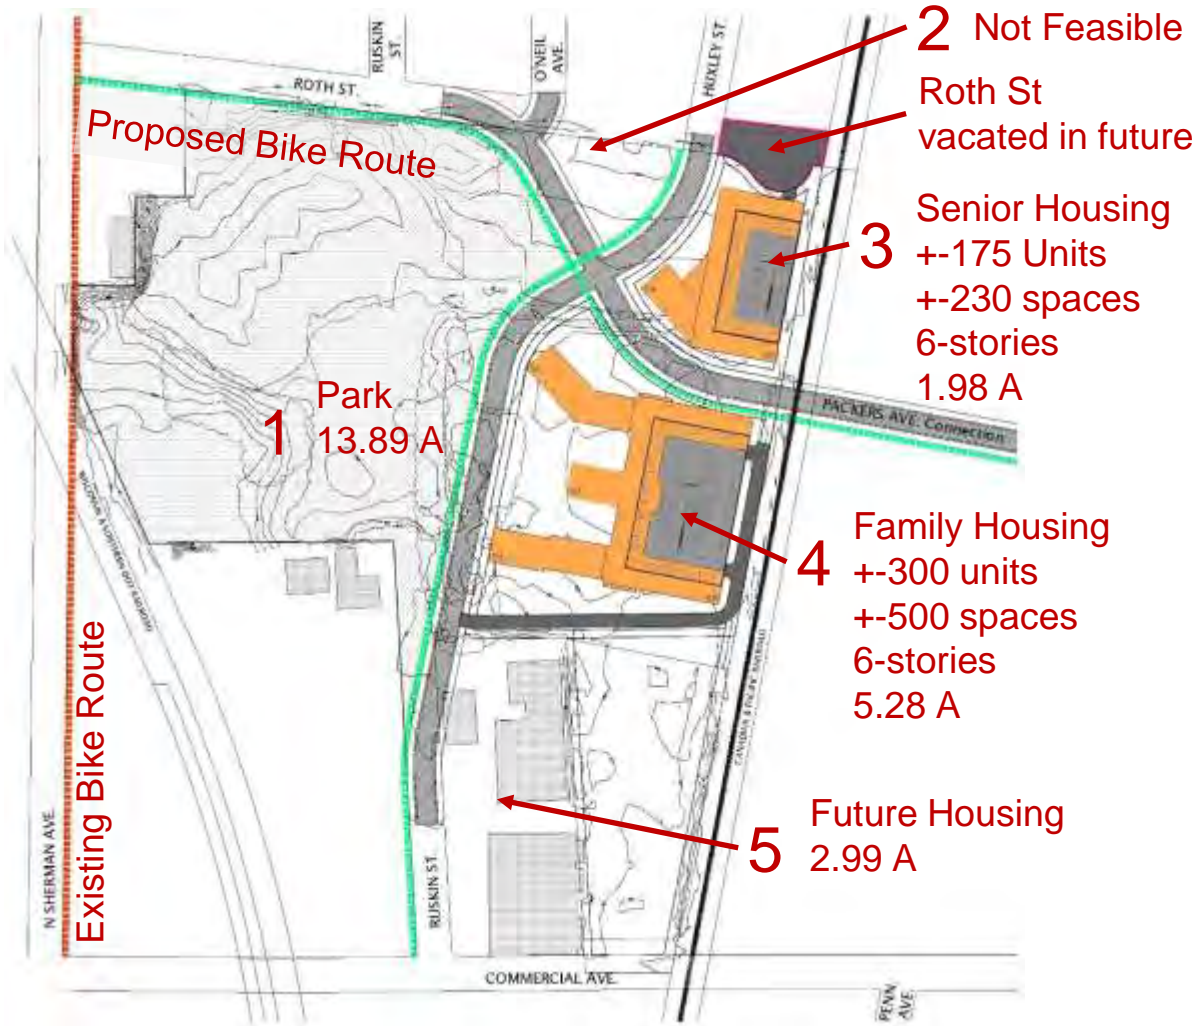 2 Not Feasible
RUSKIN
ST.
O'NEIL
AVE.
HUXLEY ST.
ROTH ST.
Roth St
vacated in future
Proposed Bike Route
3 Senior Housing
+-175 Units
+-230 spaces
6-stories
1.98 A
1 Park
13.89 A
PACKERS AVE. Connection
4 Family Housing
+-300 units
+-500 spaces
6-stories
5.28 A
CANADIAN & PACIFIC RAILROAD
Existing Bike Route
N SHERMAN AVE.
5 Future Housing
2.99 A
RUSKIN ST.
COMMERCIAL AVE.
PENN
AVE.